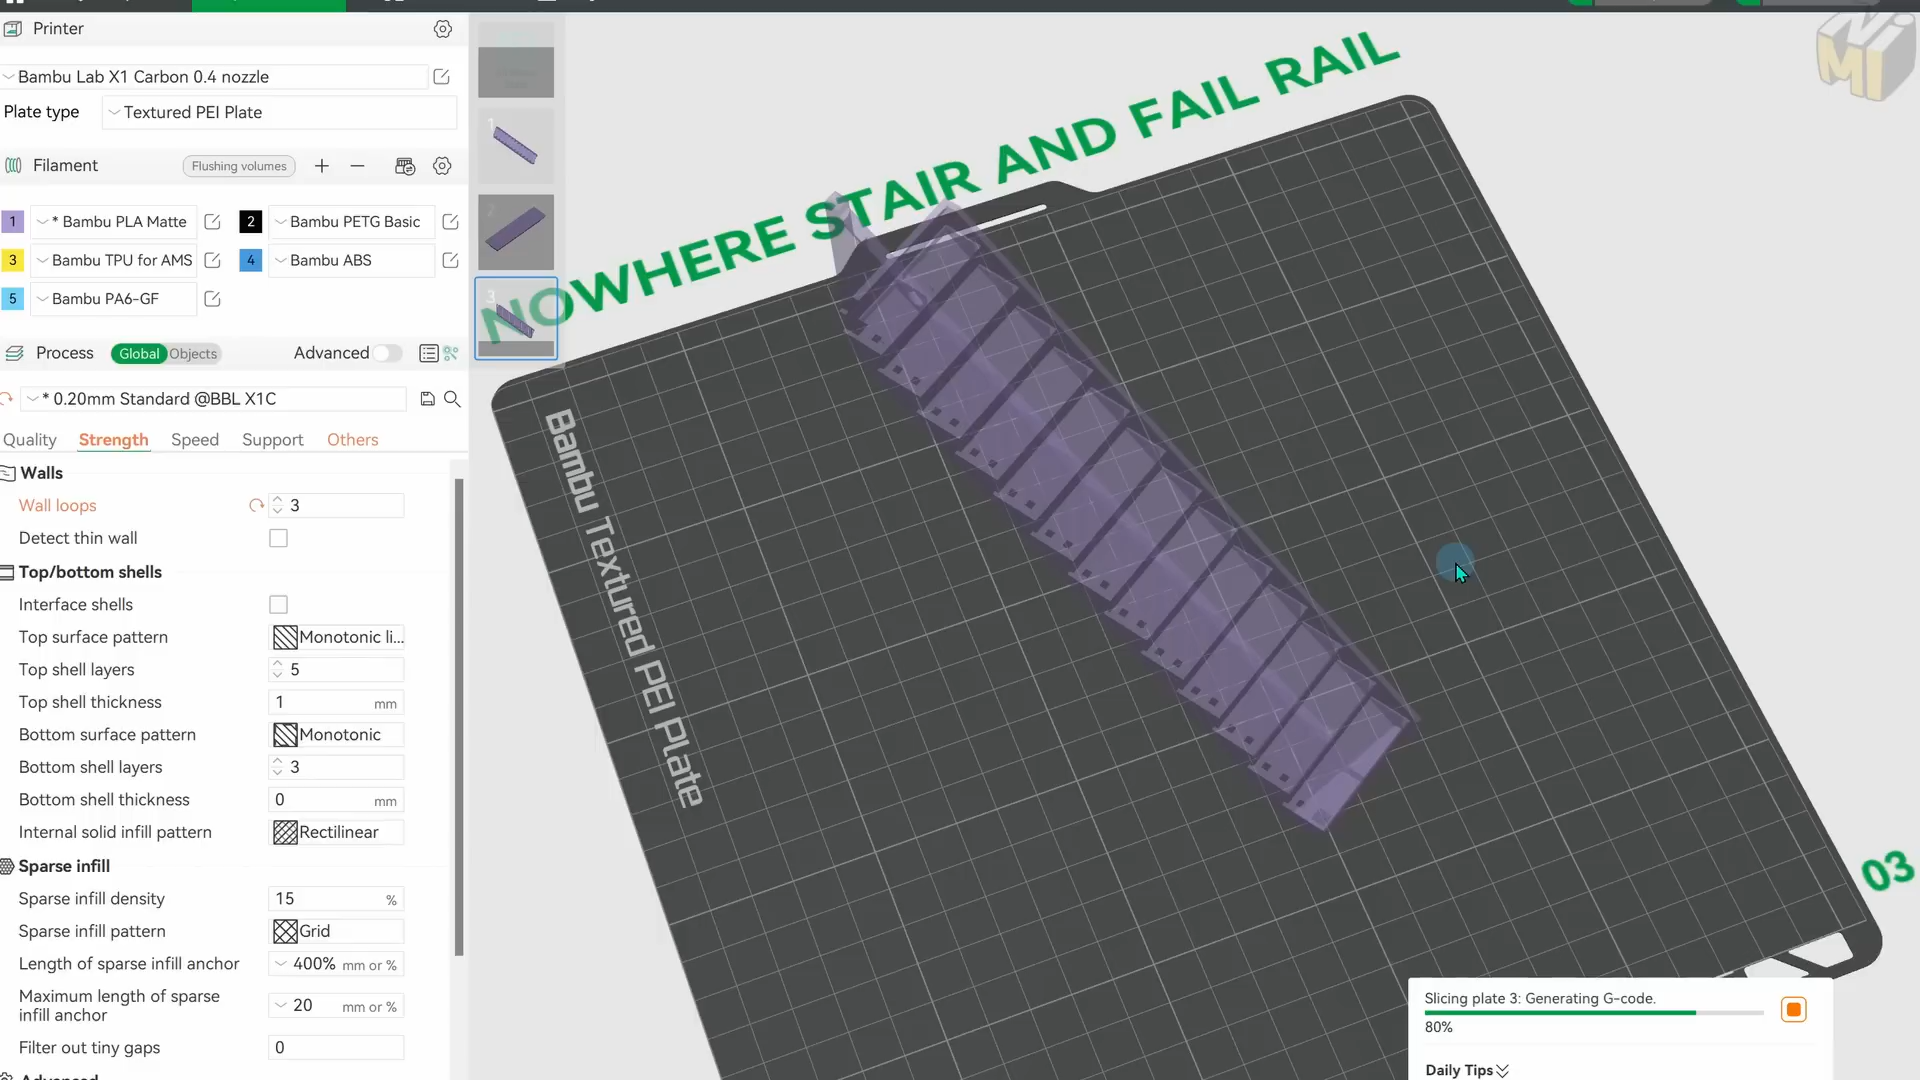 Printer
Bambu Lab X1 Carbon 0.4 nozzle
Plate type
Textured PEI Plate
Filament
Flushing volumes
1 * Bambu PLA Matte
2 Bambu PETG Basic
3 Bambu TPU for AMS
4 Bambu ABS
5 Bambu PA6-GF
Process
Global Objects
Advanced
* 0.20mm Standard @BBL X1C
Quality Strength Speed Support Others
Walls
Wall loops 3
Detect thin wall
Top/bottom shells
Interface shells
Top surface pattern Monotonic li...
Top shell layers 5
Top shell thickness 1 mm
Bottom surface pattern Monotonic
Bottom shell layers 3
Bottom shell thickness 0 mm
Internal solid infill pattern Rectilinear
Sparse infill
Sparse infill density 15 %
Sparse infill pattern Grid
Length of sparse infill anchor 400% mm or %
Maximum length of sparse
infill anchor 20 mm or %
Filter out tiny gaps 0
Advanced
1
2
3
NOWHERE STAIR AND FAIL RAIL
Bambu Textured PEI Plate
03
NiMi
Slicing plate 3: Generating G-code.
80%
Daily Tips